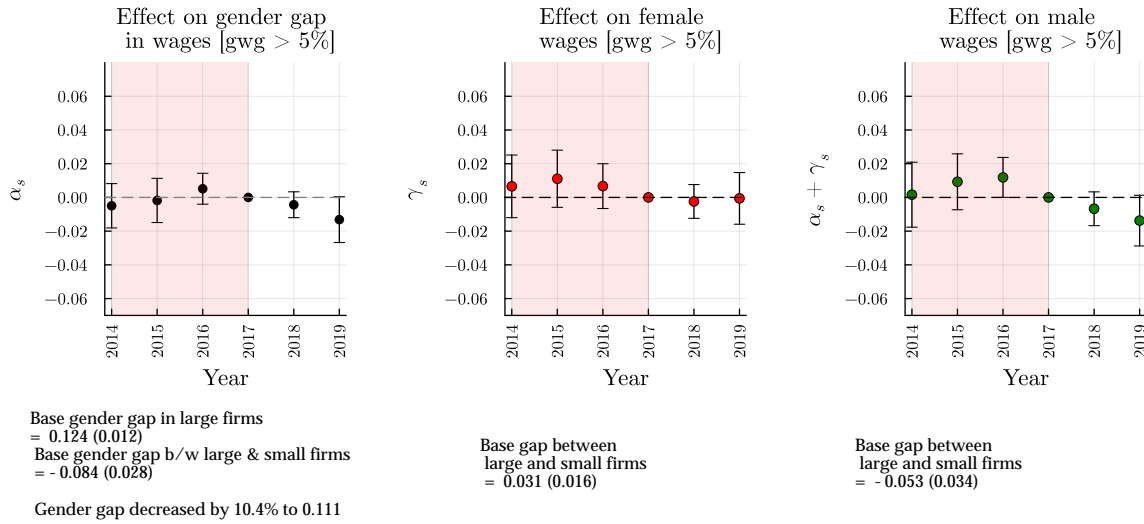 Effect on gender gap
in wages [gwg > 5%]
0.06
0.04
0.02
0.00
−0.02
−0.04
−0.06
α_s
2014
2015
2016
2017
2018
2019
Year
Base gender gap in large firms
= 0.124 (0.012)
Base gender gap b/w large & small firms
= - 0.084 (0.028)
Gender gap decreased by 10.4% to 0.111
Effect on female
wages [gwg > 5%]
0.06
0.04
0.02
0.00
−0.02
−0.04
−0.06
γ_s
2014
2015
2016
2017
2018
2019
Year
Base gap between
large and small firms
= 0.031 (0.016)
Effect on male
wages [gwg > 5%]
0.06
0.04
0.02
0.00
−0.02
−0.04
−0.06
α_s + γ_s
2014
2015
2016
2017
2018
2019
Year
Base gap between
large and small firms
= - 0.053 (0.034)